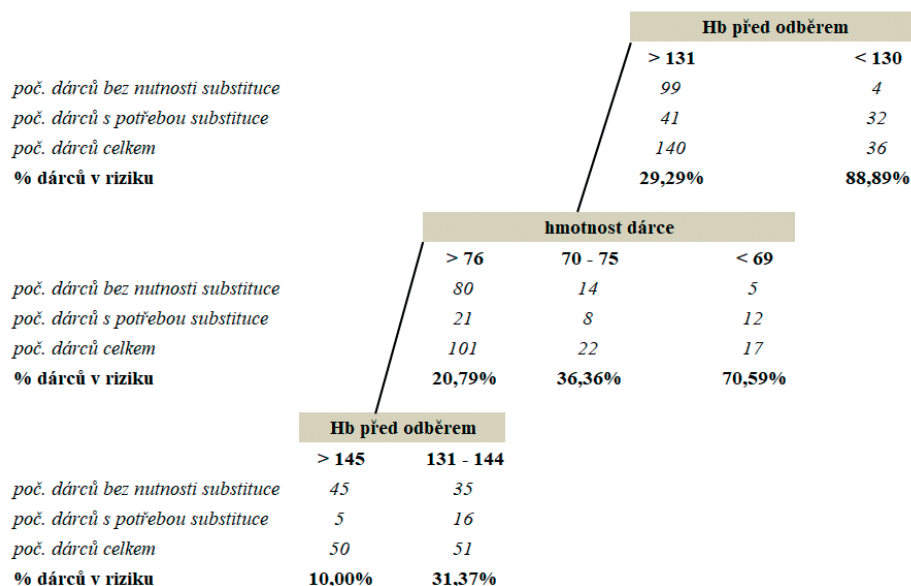 Hb před odběrem
> 131 < 130
poč. dárců bez nutnosti substituce 99 4
poč. dárců s potřebou substituce 41 32
poč. dárců celkem 140 36
% dárců v riziku 29,29% 88,89%
hmotnost dárce
> 76 70 - 75 < 69
poč. dárců bez nutnosti substituce 80 14 5
poč. dárců s potřebou substituce 21 8 12
poč. dárců celkem 101 22 17
% dárců v riziku 20,79% 36,36% 70,59%
Hb před odběrem
> 145 131 - 144
poč. dárců bez nutnosti substituce 45 35
poč. dárců s potřebou substituce 5 16
poč. dárců celkem 50 51
% dárců v riziku 10,00% 31,37%